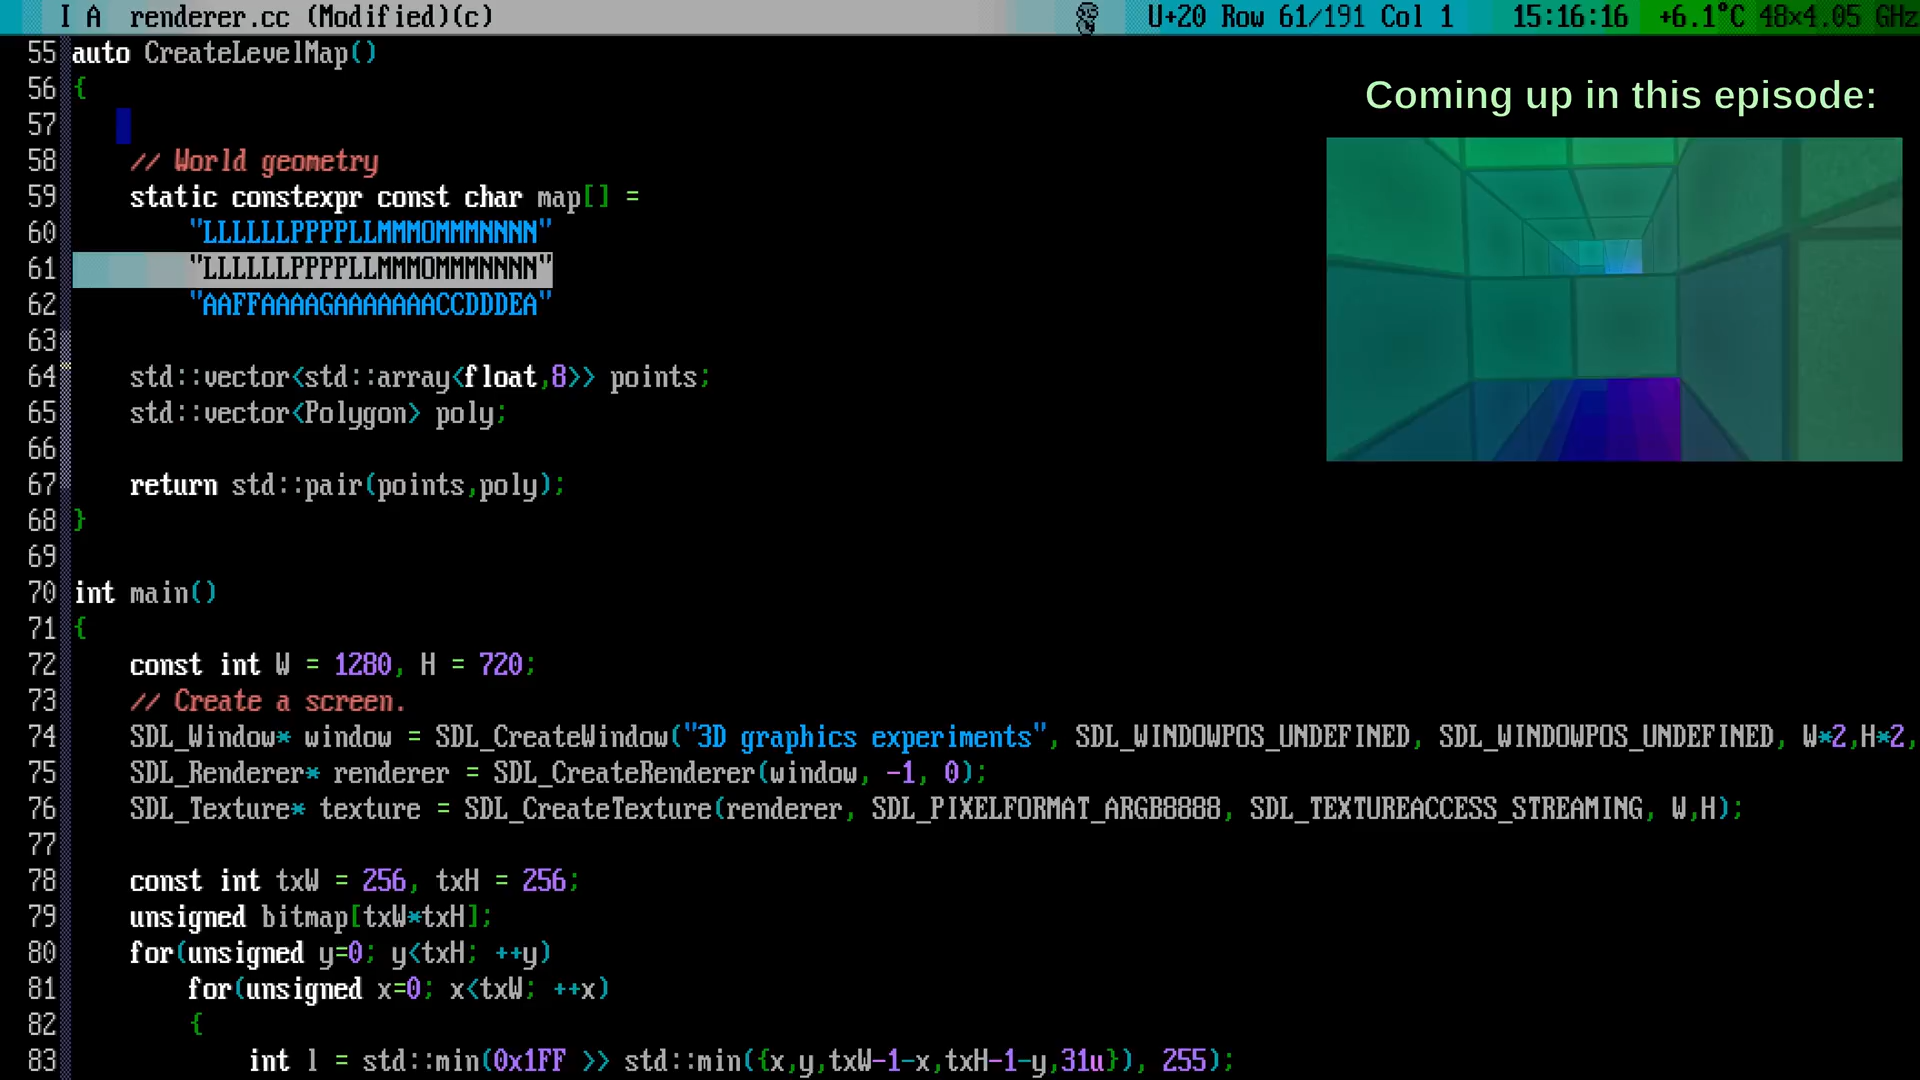 I A renderer.cc (Modified)(c) U+20 Row 61/191 Col 1 15:16:16 +6.1°C 48×4.05 GHz
Coming up in this episode:
55 auto CreateLevelMap()
56 {
57
58 // World geometry
59 static constexpr const char map[] =
60 "LLLLLLPPPPLLMMMOMMMNNNN"
61 "LLLLLLPPPPLLMMMOMMMNNNN"
62 "AAFFAAAAGAAAAAAACCDDDEA"
63
64 std::vector<std::array<float,8>> points;
65 std::vector<Polygon> poly;
66
67 return std::pair(points,poly);
68 }
69
70 int main()
71 {
72 const int W = 1280, H = 720;
73 // Create a screen.
74 SDL_Window* window = SDL_CreateWindow("3D graphics experiments", SDL_WINDOWPOS_UNDEFINED, SDL_WINDOWPOS_UNDEFINED, W*2,H*2,
75 SDL_Renderer* renderer = SDL_CreateRenderer(window, -1, 0);
76 SDL_Texture* texture = SDL_CreateTexture(renderer, SDL_PIXELFORMAT_ARGB8888, SDL_TEXTUREACCESS_STREAMING, W,H);
77
78 const int txW = 256, txH = 256;
79 unsigned bitmap[txW*txH];
80 for(unsigned y=0; y<txH; ++y)
81 for(unsigned x=0; x<txW; ++x)
82 {
83 int l = std::min(0x1FF >> std::min({x,y,txW-1-x,txH-1-y,31u}), 255);